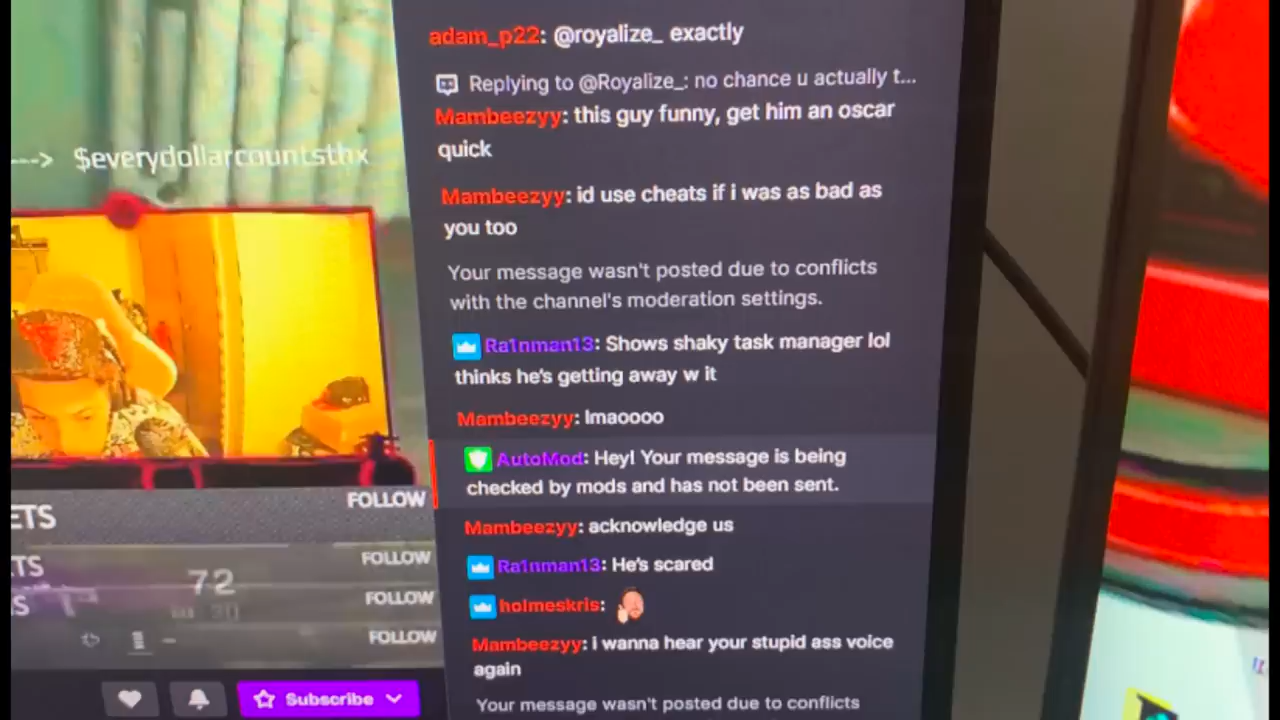 adam_p22: @royalize_ exactly
Replying to @Royalize_: no chance u actually t...
Mambeezyy: this guy funny, get him an oscar
quick
Mambeezyy: id use cheats if i was as bad as
you too
Your message wasn't posted due to conflicts
with the channel's moderation settings.
Ra1nman13: Shows shaky task manager lol
thinks he's getting away w it
Mambeezyy: lmaoooo
AutoMod: Hey! Your message is being
checked by mods and has not been sent.
Mambeezyy: acknowledge us
Ra1nman13: He's scared
holmeskris:
Mambeezyy: i wanna hear your stupid ass voice
again
Your message wasn't posted due to conflicts
---> $everydollarcountsthx
ETS
FOLLOW
TS
FOLLOW
S
72
FOLLOW
FOLLOW
Subscribe